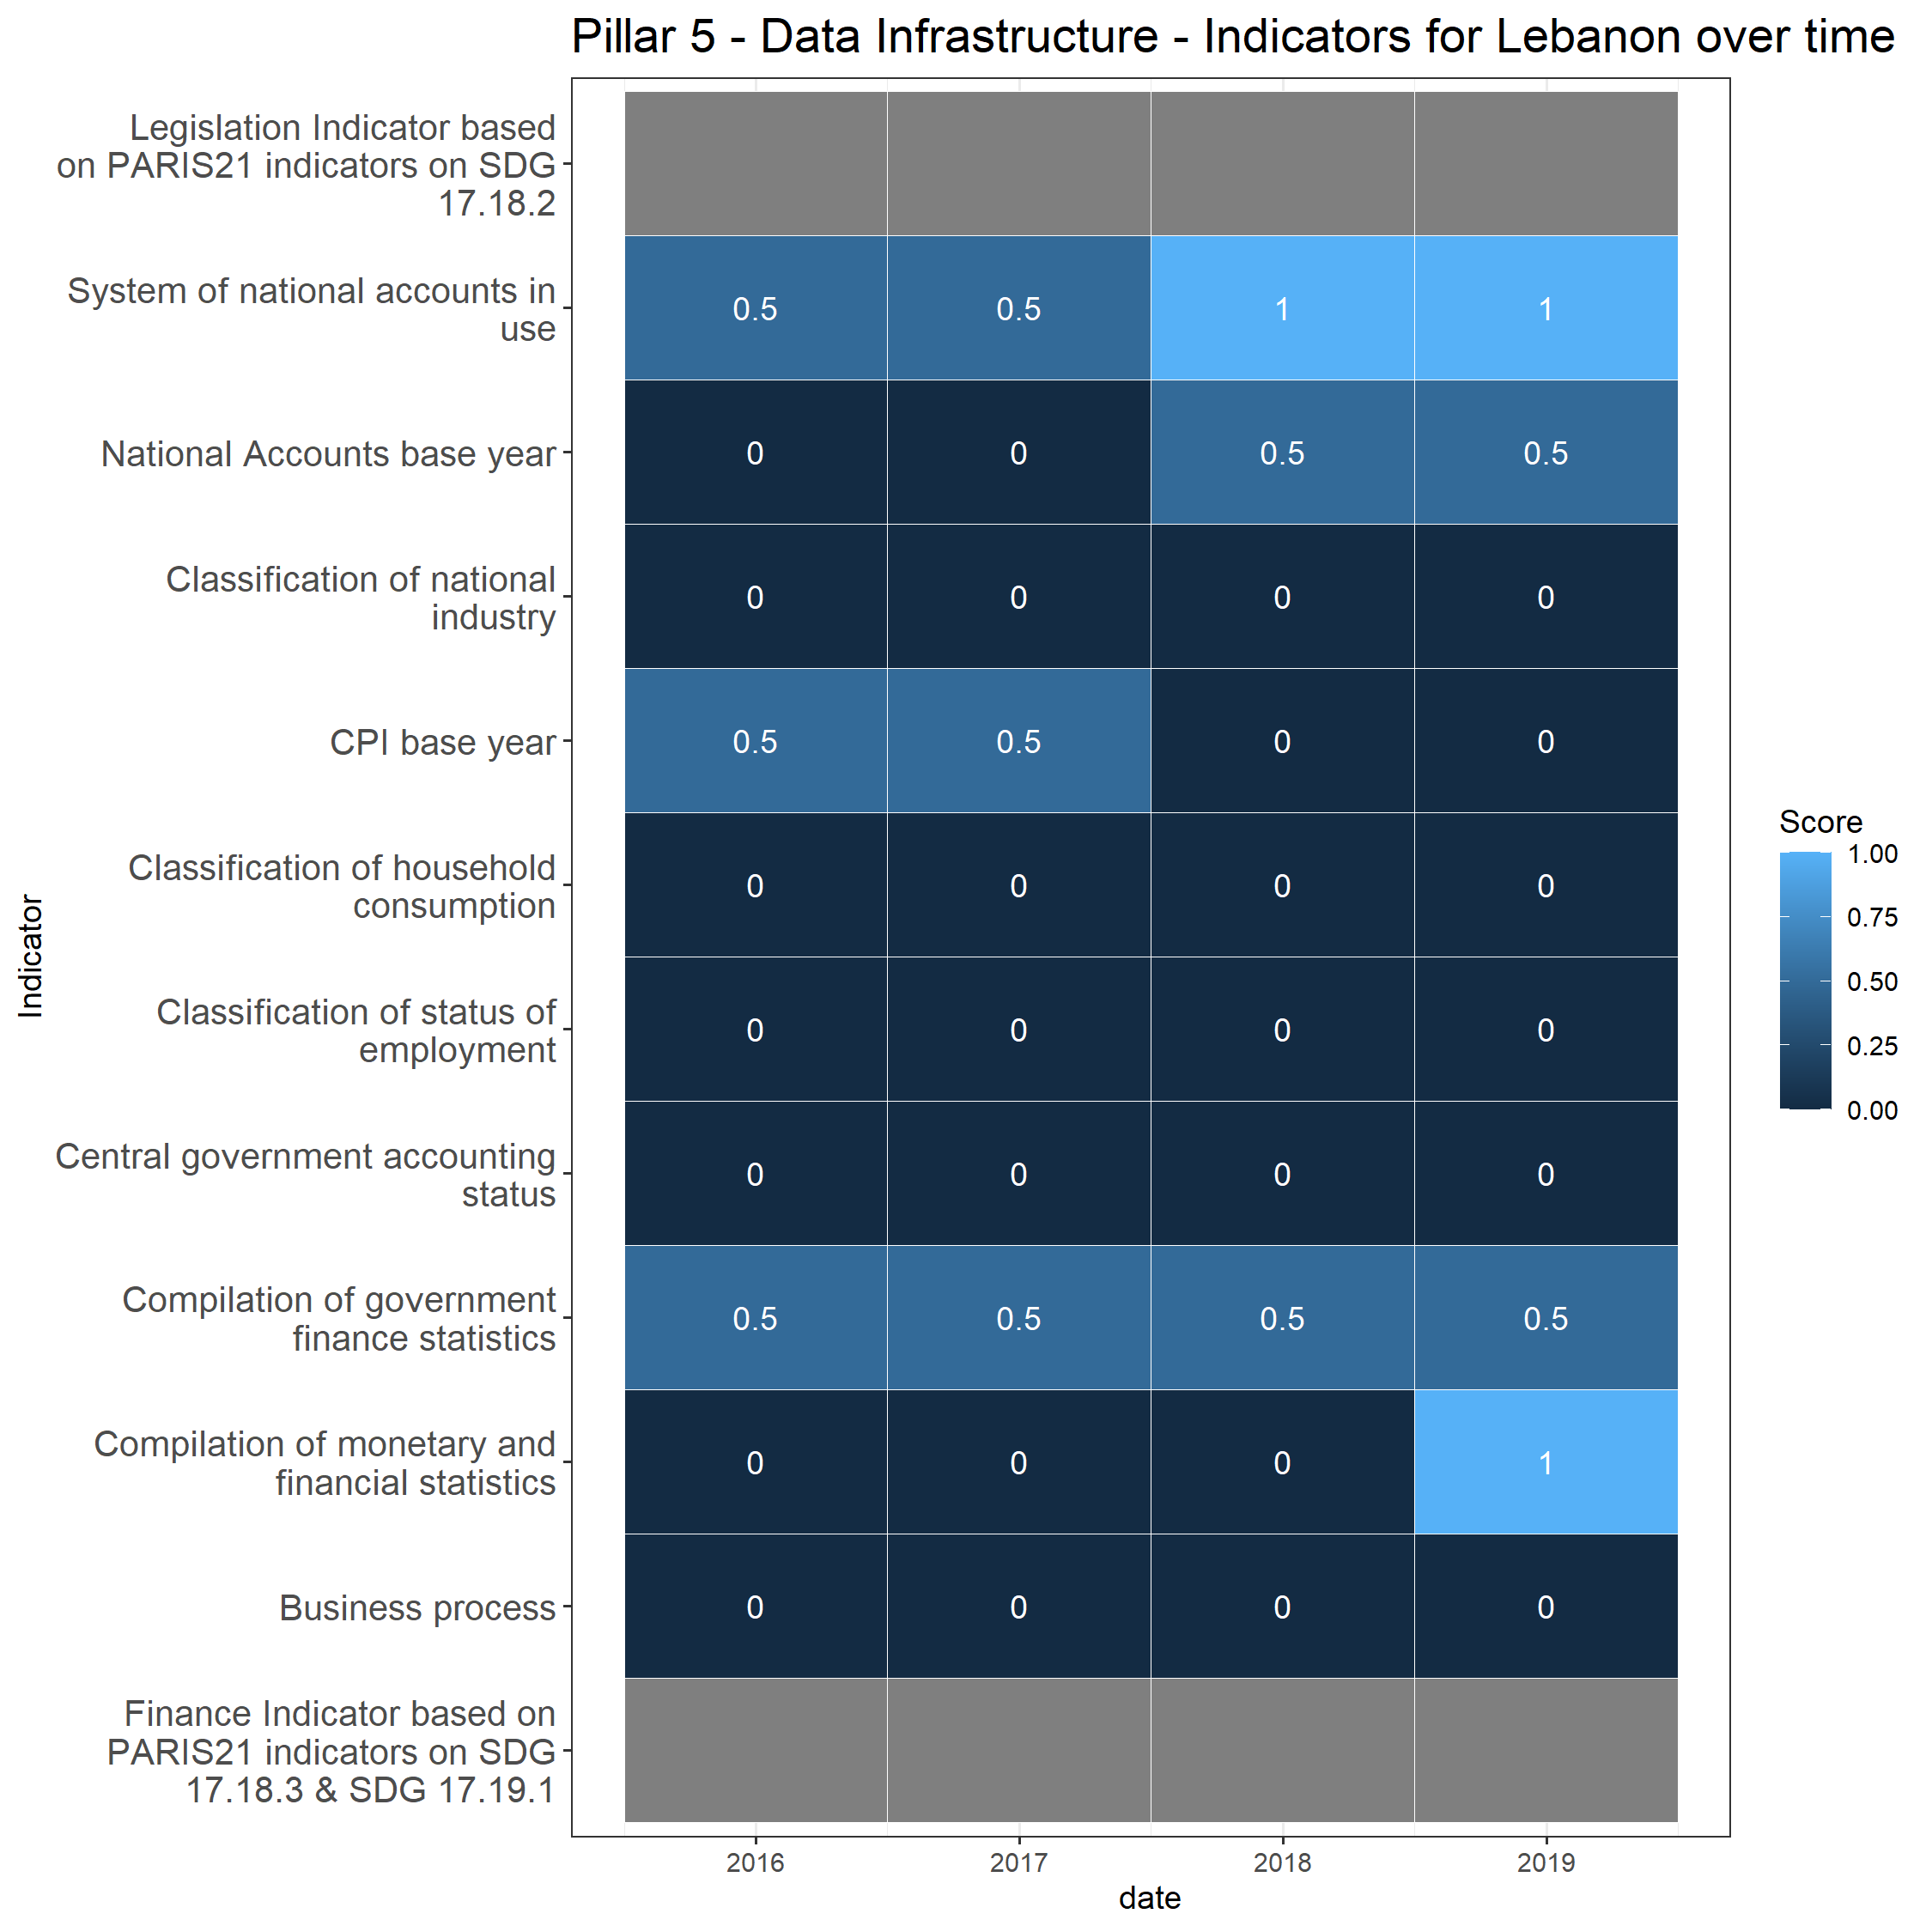 Pillar 5 - Data Infrastructure - Indicators for Lebanon over time
Indicator
Legislation Indicator based
on PARIS21 indicators on SDG
17.18.2
System of national accounts in
use
0.5 0.5 1 1
National Accounts base year
0 0 0.5 0.5
Classification of national
industry
0 0 0 0
CPI base year
0.5 0.5 0 0
Classification of household
consumption
0 0 0 0
Classification of status of
employment
0 0 0 0
Central government accounting
status
0 0 0 0
Compilation of government
finance statistics
0.5 0.5 0.5 0.5
Compilation of monetary and
financial statistics
0 0 0 1
Business process
0 0 0 0
Finance Indicator based on
PARIS21 indicators on SDG
17.18.3 & SDG 17.19.1
2016 2017 2018 2019
date
Score
1.00
0.75
0.50
0.25
0.00